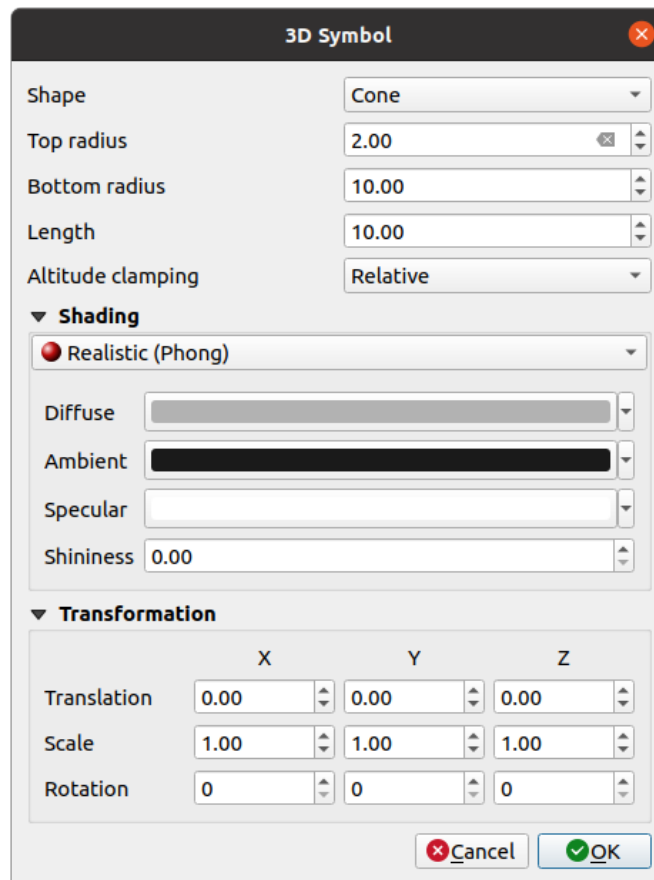 3D Symbol
Shape Cone
Top radius 2.00
Bottom radius 10.00
Length 10.00
Altitude clamping Relative
Shading
Realistic (Phong)
Diffuse
Ambient
Specular
Shininess 0.00
Transformation
X Y Z
Translation 0.00 0.00 0.00
Scale 1.00 1.00 1.00
Rotation 0 0 0
Cancel OK